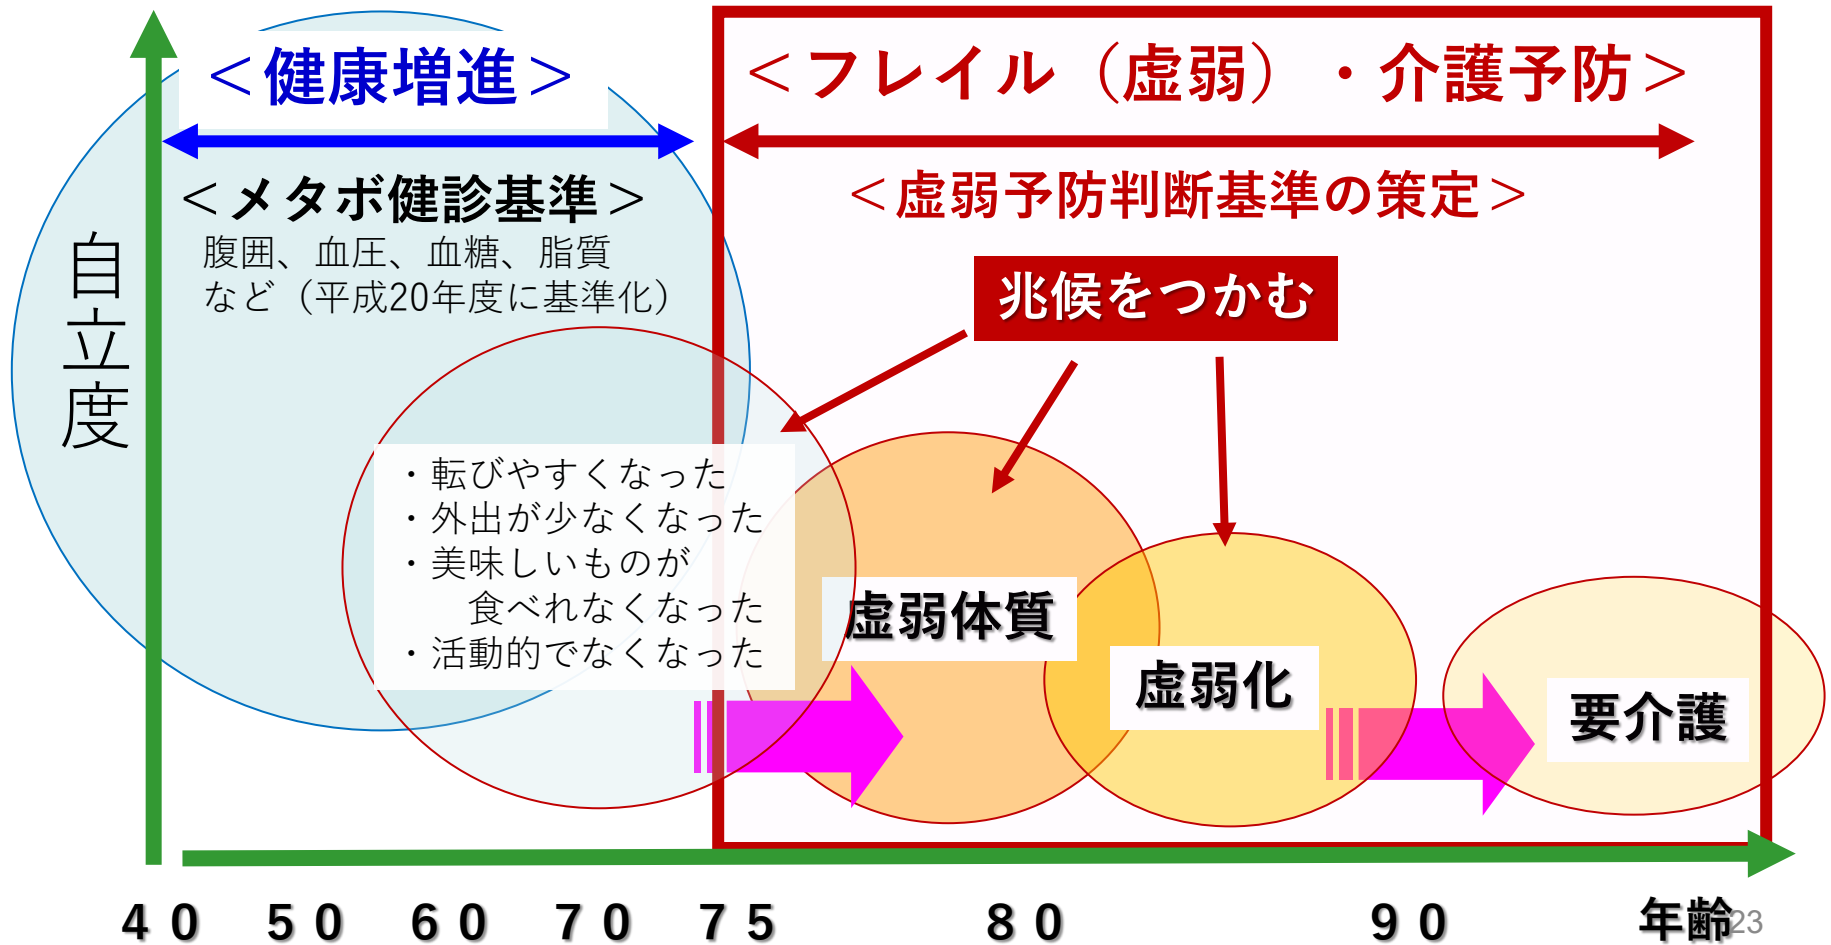 ＜健康増進＞
＜フレイル（虚弱）・介護予防＞
＜メタボ健診基準＞
腹囲、血圧、血糖、脂質
など（平成20年度に基準化）
＜虚弱予防判断基準の策定＞
兆候をつかむ
自立度
・転びやすくなった
・外出が少なくなった
・美味しいものが
食べれなくなった
・活動的でなくなった
虚弱体質
虚弱化
要介護
４０ ５０ ６０ ７０ ７５ ８０ ９０ 年齢
23